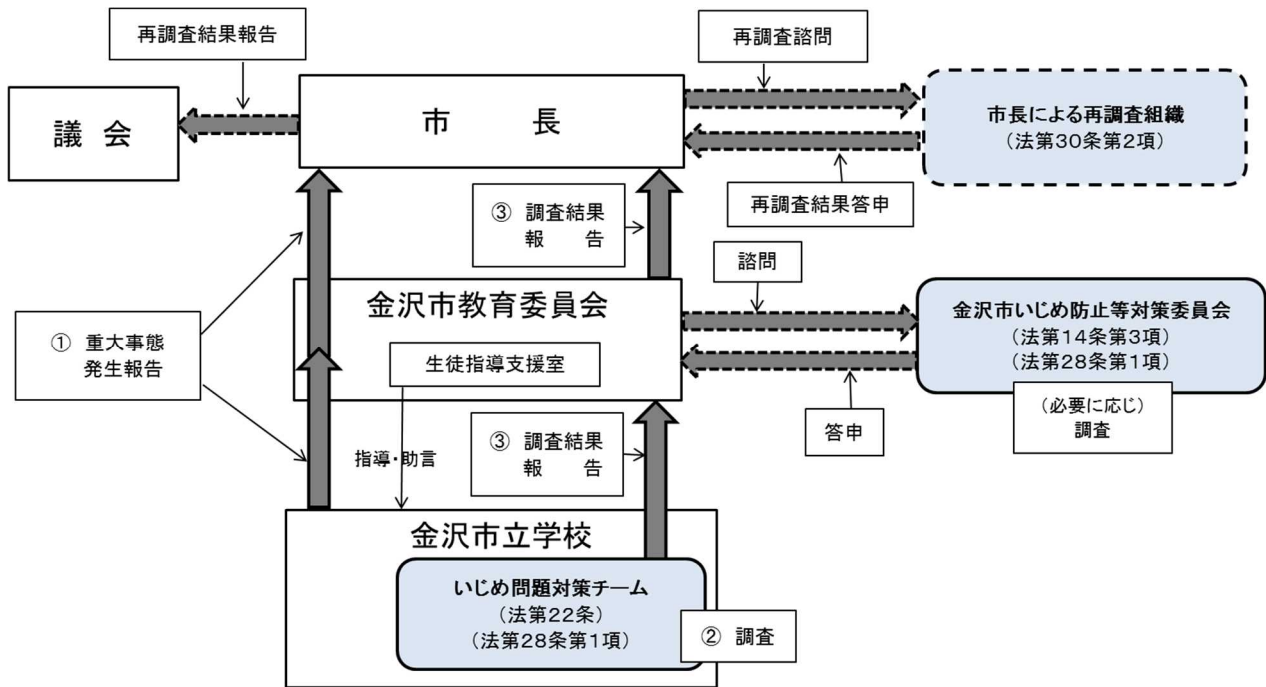 再調査結果報告
再調査諮問
議 会
市 長
市長による再調査組織
(法第30条第2項)
③ 調査結果
報 告
再調査結果答申
諮問
① 重大事態
発生報告
金沢市教育委員会
生徒指導支援室
金沢市いじめ防止等対策委員会
(法第14条第3項)
(法第28条第1項)
(必要に応じ)
調査
答申
指導・助言
③ 調査結果
報 告
金沢市立学校
いじめ問題対策チーム
(法第22条)
(法第28条第1項)
② 調査